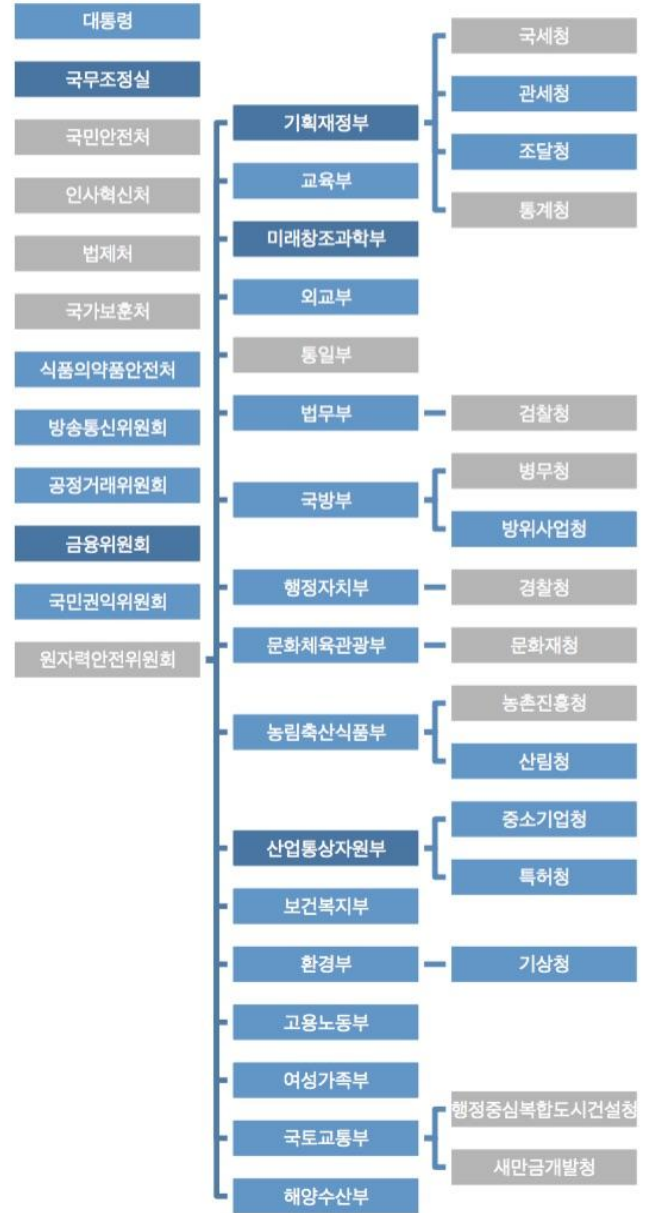 대통령
국무조정실
국민안전처
인사혁신처
법제처
국가보훈처
식품의약품안전처
방송통신위원회
공정거래위원회
금융위원회
국민권익위원회
원자력안전위원회
기획재정부
교육부
미래창조과학부
외교부
통일부
법무부
국방부
행정자치부
문화체육관광부
농림축산식품부
산업통상자원부
보건복지부
환경부
고용노동부
여성가족부
국토교통부
해양수산부
국세청
관세청
조달청
통계청
검찰청
병무청
방위사업청
경찰청
문화재청
농촌진흥청
산림청
중소기업청
특허청
기상청
행정중심복합도시건설청
새만금개발청